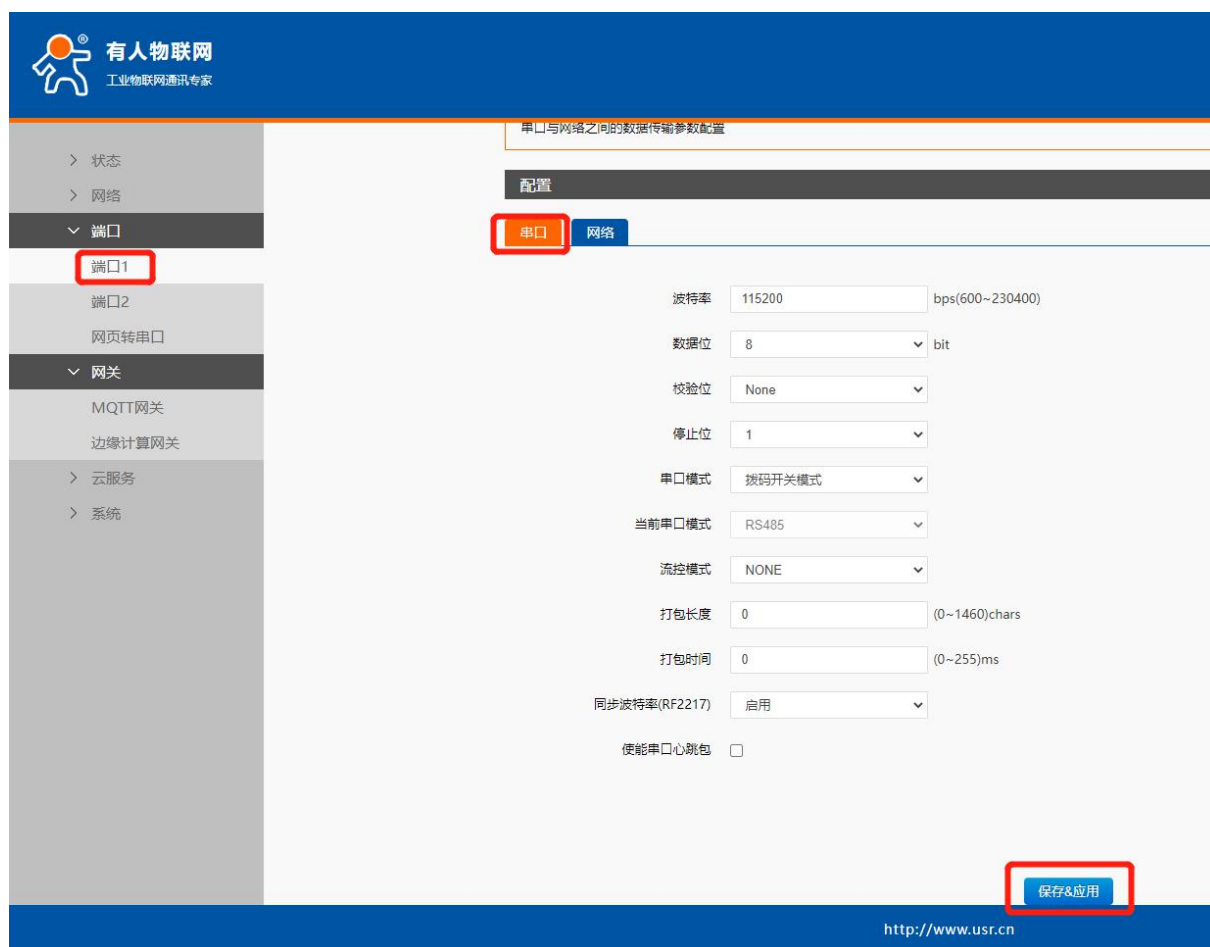 有人物联网
工业物联网通讯专家
状态
网络
端口
端口1
端口2
网页转串口
网关
MQTT网关
边缘计算网关
云服务
系统
串口与网络之间的数据传输参数配置
配置
串口 网络
波特率 115200 bps(600~230400)
数据位 8 bit
校验位 None
停止位 1
串口模式 拨码开关模式
当前串口模式 RS485
流控模式 NONE
打包长度 0 (0~1460)chars
打包时间 0 (0~255)ms
同步波特率(RF2217) 启用
使能串口心跳包
保存&应用
http://www.usr.cn